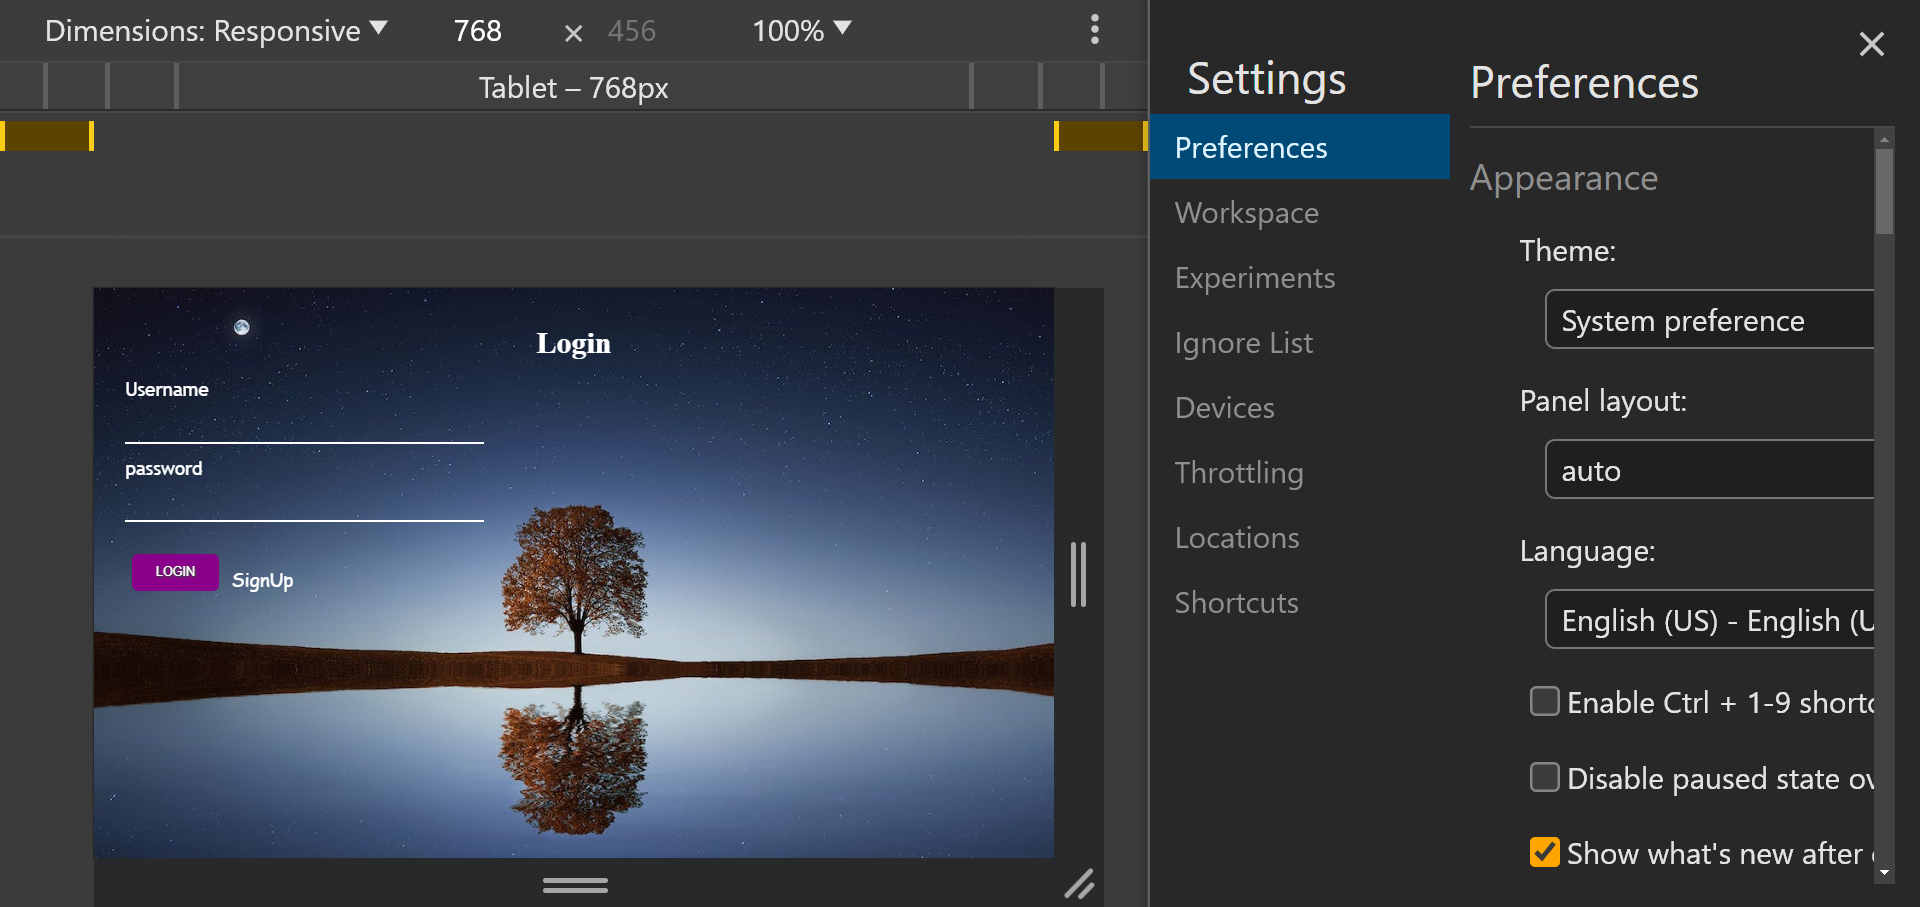 Dimensions: Responsive 768 × 456 100%
Tablet – 768px
Login
Username
password
LOGIN
SignUp
Settings
Preferences
Workspace
Experiments
Ignore List
Devices
Throttling
Locations
Shortcuts
Preferences
Appearance
Theme:
System preference
Panel layout:
auto
Language:
English (US) - English (U
Enable Ctrl + 1-9 shortc
Disable paused state ov
Show what's new after